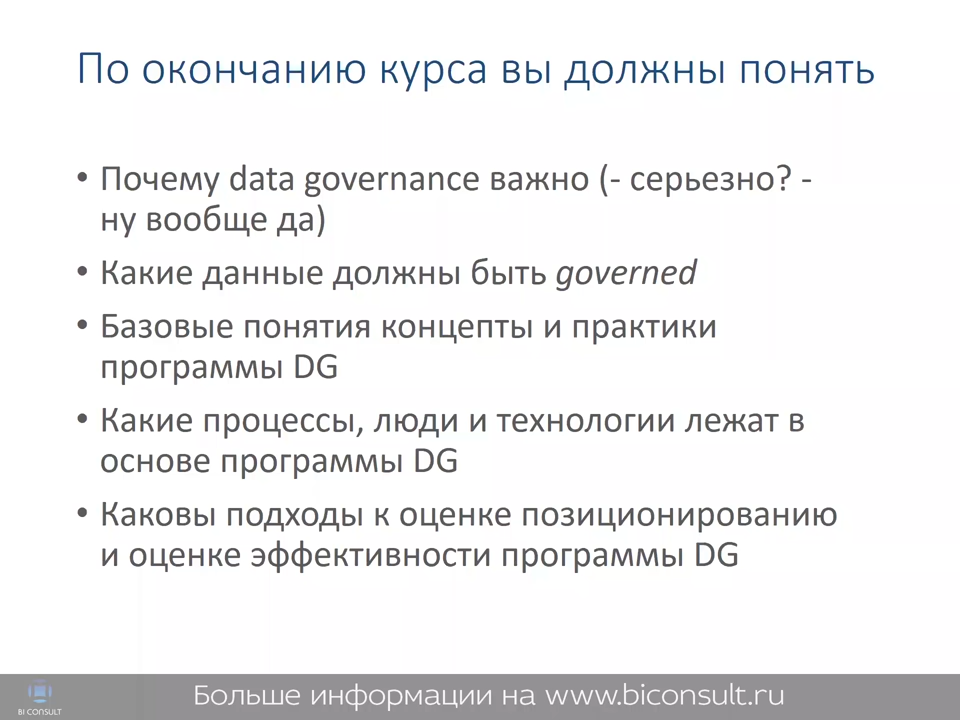 По окончанию курса вы должны понять
• Почему data governance важно (- серьезно? -
ну вообще да)
• Какие данные должны быть governed
• Базовые понятия концепты и практики
программы DG
• Какие процессы, люди и технологии лежат в
основе программы DG
• Каковы подходы к оценке позиционированию
и оценке эффективности программы DG
BI CONSULT
Больше информации на www.biconsult.ru